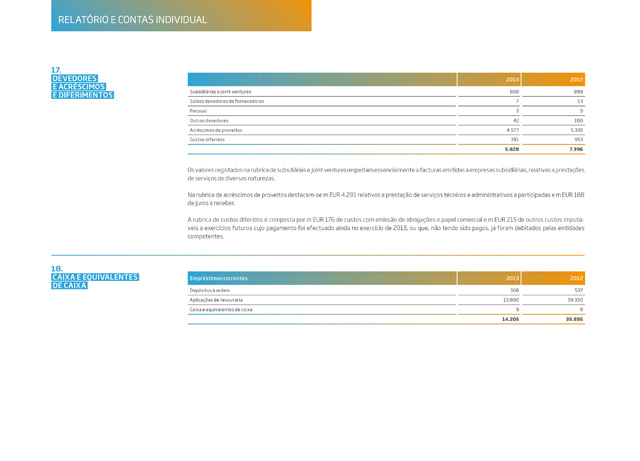 RELATÓRIO E CONTAS INDIVIDUAL
17.
DEVEDORES
E ACRÉSCIMOS
E DIFERIMENTOS
2013 2012
Subsidiárias e joint-ventures 800 899
Saldos devedores de fornecedores 7 13
Pessoal 9
Outros devedores 42 188
Acréscimos de proveitos 4.577 5.335
Custos diferidos 391 953
5.828 7.396
Os valores registados na rubrica de subsidiárias e joint-ventures respeitam essencialmente a facturas emitidas a empresas subsidiárias, relativas a prestações
de serviços de diversas naturezas.
Na rubrica de acréscimos de proveitos destacam-se m EUR 4.291 relativos a prestação de serviços técnicos e administrativos a participadas e m EUR 188
de juros a receber.
A rubrica de custos diferidos é composta por m EUR 176 de custos com emissão de obrigações e papel comercial e m EUR 215 de outros custos imputá-
veis a exercícios futuros cujo pagamento foi efectuado ainda no exercício de 2013, ou que, não tendo sido pagos, já foram debitados pelas entidades
competentes.
18.
CAIXA E EQUIVALENTES
DE CAIXA
Empréstimos correntes 2013 2012
Depósitos à ordem 306 537
Aplicações de tesouraria 13.890 39.350
Caixa e equivalentes de caixa 9 8
14.205 39.895